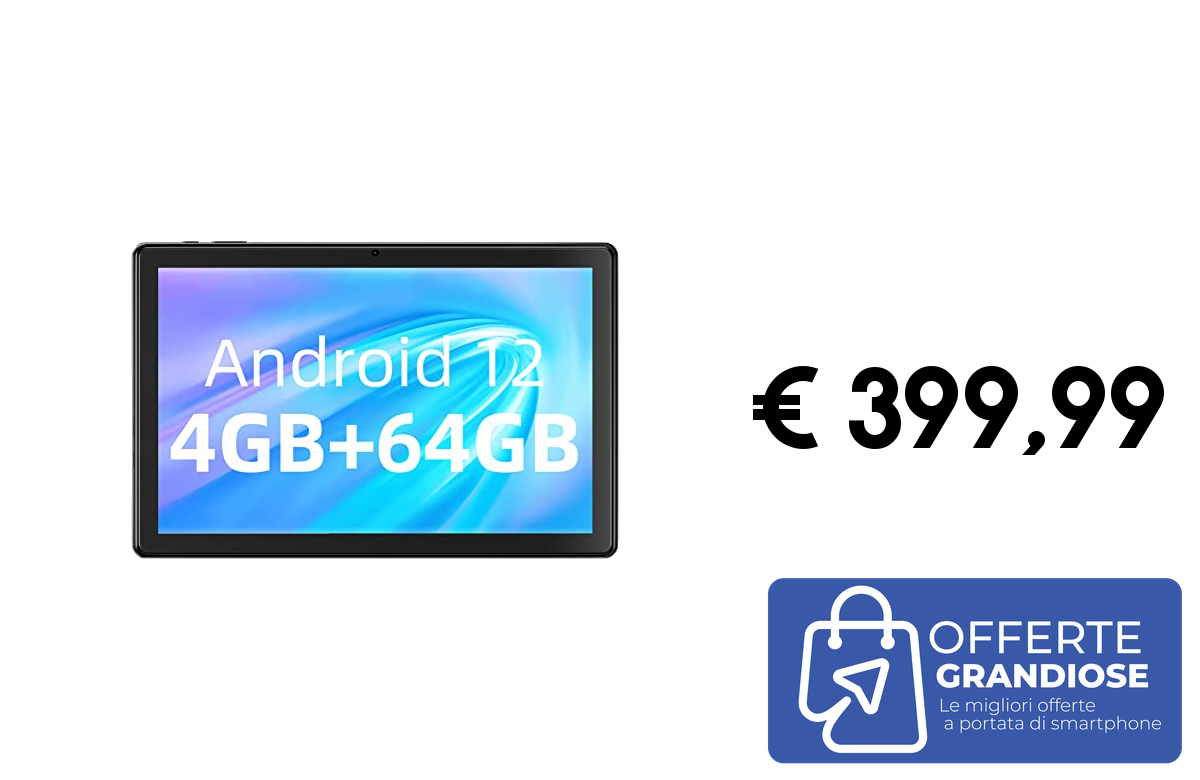 Android 12
4GB+64GB
€ 399,99
OFFERTE
GRANDIOSE
Le migliori offerte
a portata di smartphone